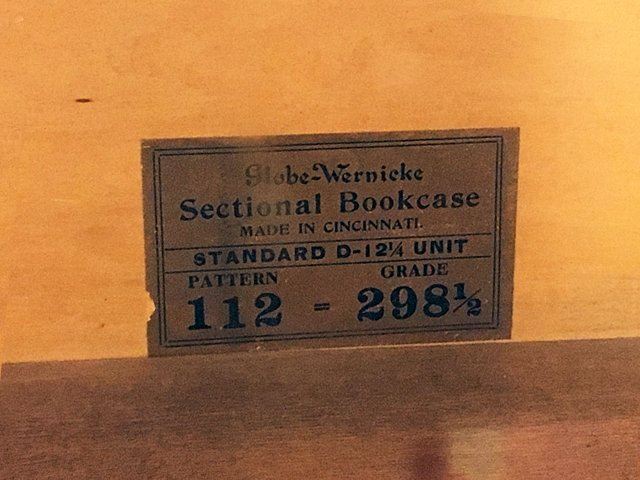 Globe-Wernicke
Sectional Bookcase
MADE IN CINCINNATI.
STANDARD D-12¼ UNIT
PATTERN GRADE
112 = 298½